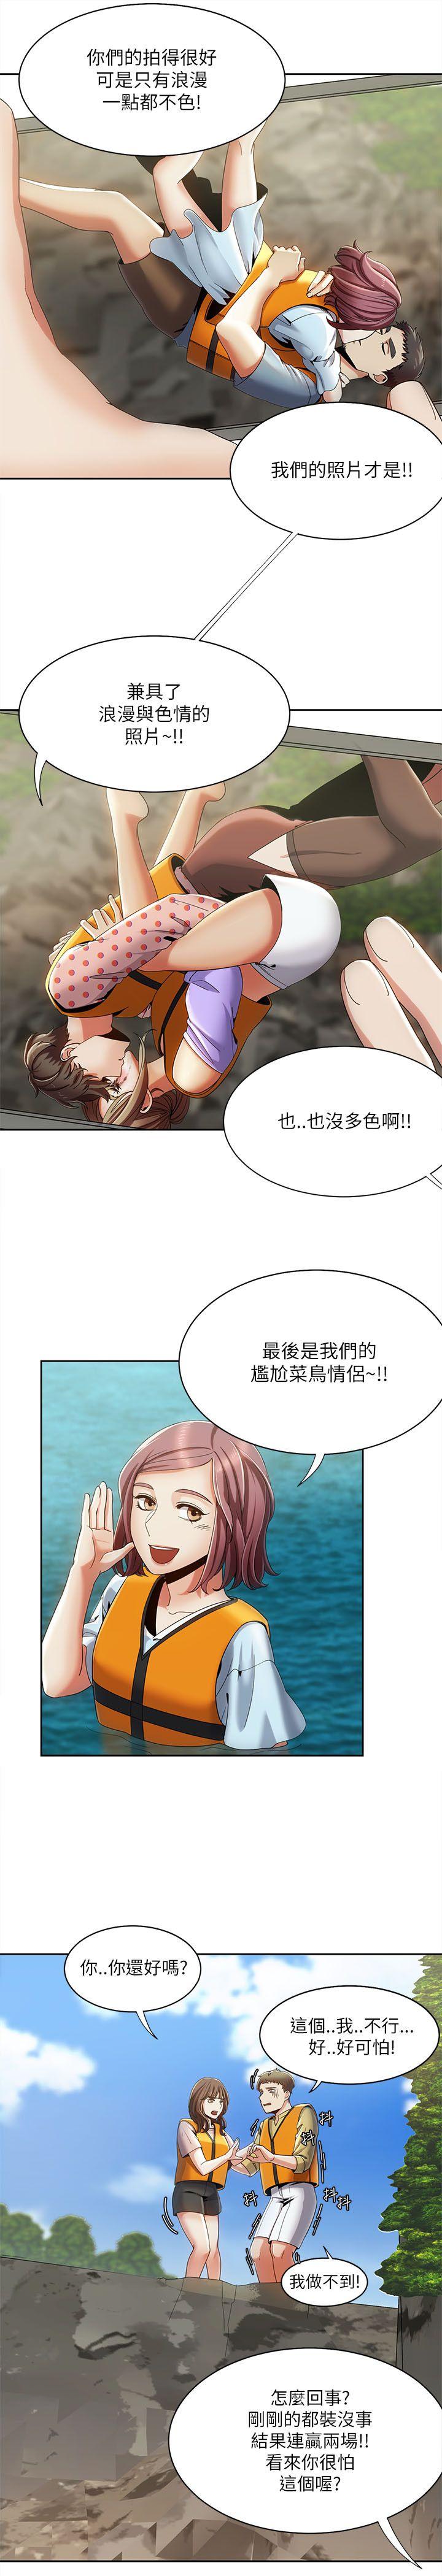 你們的拍得很好
可是只有浪漫
一點都不色!
我們的照片才是!!
兼具了
浪漫與色情的
照片~!!
也..也沒多色啊!!
最後是我們的
尷尬菜鳥情侶~!!
你..你還好嗎?
這個..我..不行...
好..好可怕!
抖
抖
抖
抖
我做不到!
怎麼回事?
剛剛的都裝沒事
結果連贏兩場!!
看來你很怕
這個喔?